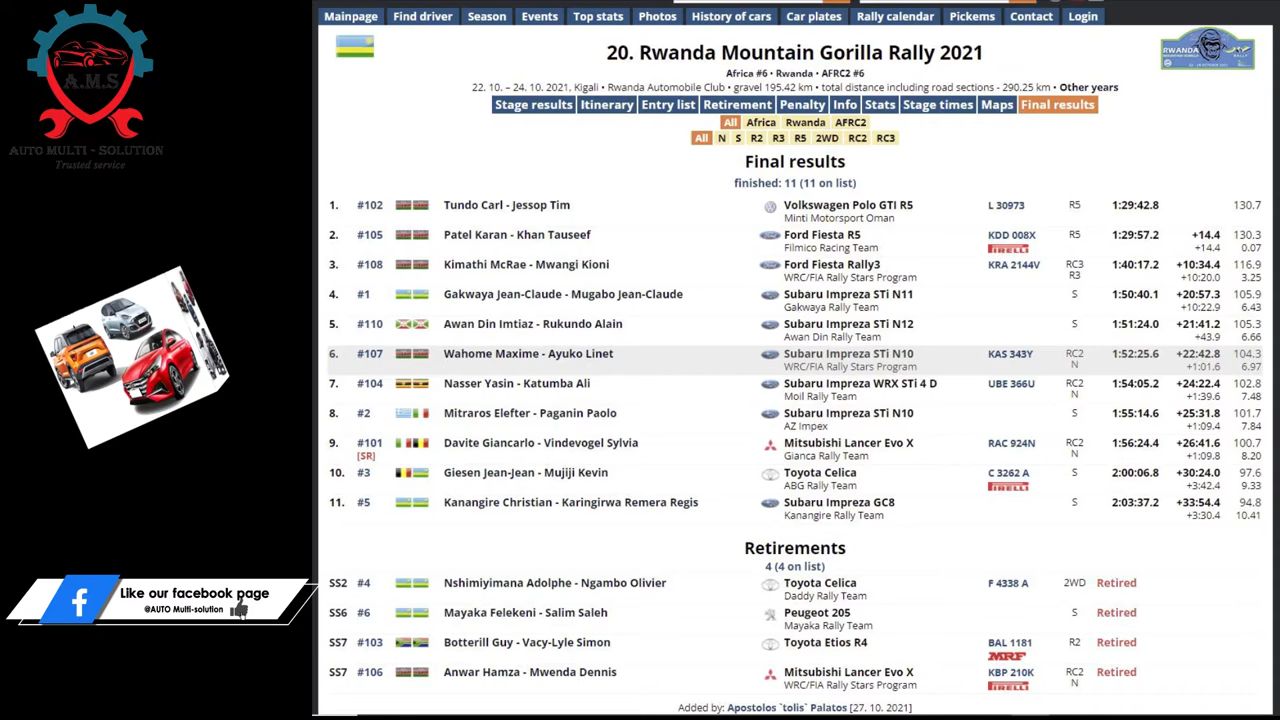 A.M.S
AUTO MULTI - SOLUTION
Trusted service
Like our facebook page
@AUTO Multi-solution
Mainpage Find driver Season Events Top stats Photos History of cars Car plates Rally calendar Pickems Contact Login
20. Rwanda Mountain Gorilla Rally 2021
Africa #6 • Rwanda • AFRC2 #6
22. 10. – 24. 10. 2021, Kigali • Rwanda Automobile Club • gravel 195.42 km • total distance including road sections - 290.25 km • Other years
Stage results Itinerary Entry list Retirement Penalty Info Stats Stage times Maps Final results
All Africa Rwanda AFRC2
All N S R2 R3 R5 2WD RC2 RC3
Final results
finished: 11 (11 on list)
1. #102 Tundo Carl - Jessop Tim Volkswagen Polo GTI R5 L 30973 R5 1:29:42.8 130.7
Minti Motorsport Oman
2. #105 Patel Karan - Khan Tauseef Ford Fiesta R5 KDD 008X R5 1:29:57.2 +14.4 130.3
Filmico Racing Team PIRELLI +14.4 0.07
3. #108 Kimathi McRae - Mwangi Kioni Ford Fiesta Rally3 KRA 2144V RC3 1:40:17.2 +10:34.4 116.9
WRC/FIA Rally Stars Program R3 +10:20.0 3.25
4. #1 Gakwaya Jean-Claude - Mugabo Jean-Claude Subaru Impreza STi N11 S 1:50:40.1 +20:57.3 105.9
Gakwaya Rally Team +10:22.9 6.43
5. #110 Awan Din Imtiaz - Rukundo Alain Subaru Impreza STi N12 S 1:51:24.0 +21:41.2 105.3
Awan Din Rally Team +43.9 6.66
6. #107 Wahome Maxime - Ayuko Linet Subaru Impreza STi N10 KAS 343Y RC2 1:52:25.6 +22:42.8 104.3
WRC/FIA Rally Stars Program N +1:01.6 6.97
7. #104 Nasser Yasin - Katumba Ali Subaru Impreza WRX STi 4 D UBE 366U RC2 1:54:05.2 +24:22.4 102.8
Moil Rally Team N +1:39.6 7.48
8. #2 Mitraros Elefter - Paganin Paolo Subaru Impreza STi N10 S 1:55:14.6 +25:31.8 101.7
AZ Impex +1:09.4 7.84
9. #101 Davite Giancarlo - Vindevogel Sylvia Mitsubishi Lancer Evo X RAC 924N RC2 1:56:24.4 +26:41.6 100.7
[SR] Gianca Rally Team N +1:09.8 8.20
10. #3 Giesen Jean-Jean - Mujiji Kevin Toyota Celica C 3262 A S 2:00:06.8 +30:24.0 97.6
ABG Rally Team PIRELLI +3:42.4 9.33
11. #5 Kanangire Christian - Karingirwa Remera Regis Subaru Impreza GC8 S 2:03:37.2 +33:54.4 94.8
Kanangire Rally Team +3:30.4 10.41
Retirements
4 (4 on list)
SS2 #4 Nshimiyimana Adolphe - Ngambo Olivier Toyota Celica F 4338 A 2WD Retired
Daddy Rally Team
SS6 #6 Mayaka Felekeni - Salim Saleh Peugeot 205 S Retired
Mayaka Rally Team
SS7 #103 Botterill Guy - Vacy-Lyle Simon Toyota Etios R4 BAL 1181 R2 Retired
MRF
SS7 #106 Anwar Hamza - Mwenda Dennis Mitsubishi Lancer Evo X KBP 210K RC2 Retired
WRC/FIA Rally Stars Program PIRELLI N
Added by: Apostolos `tolis` Palatos [27. 10. 2021]